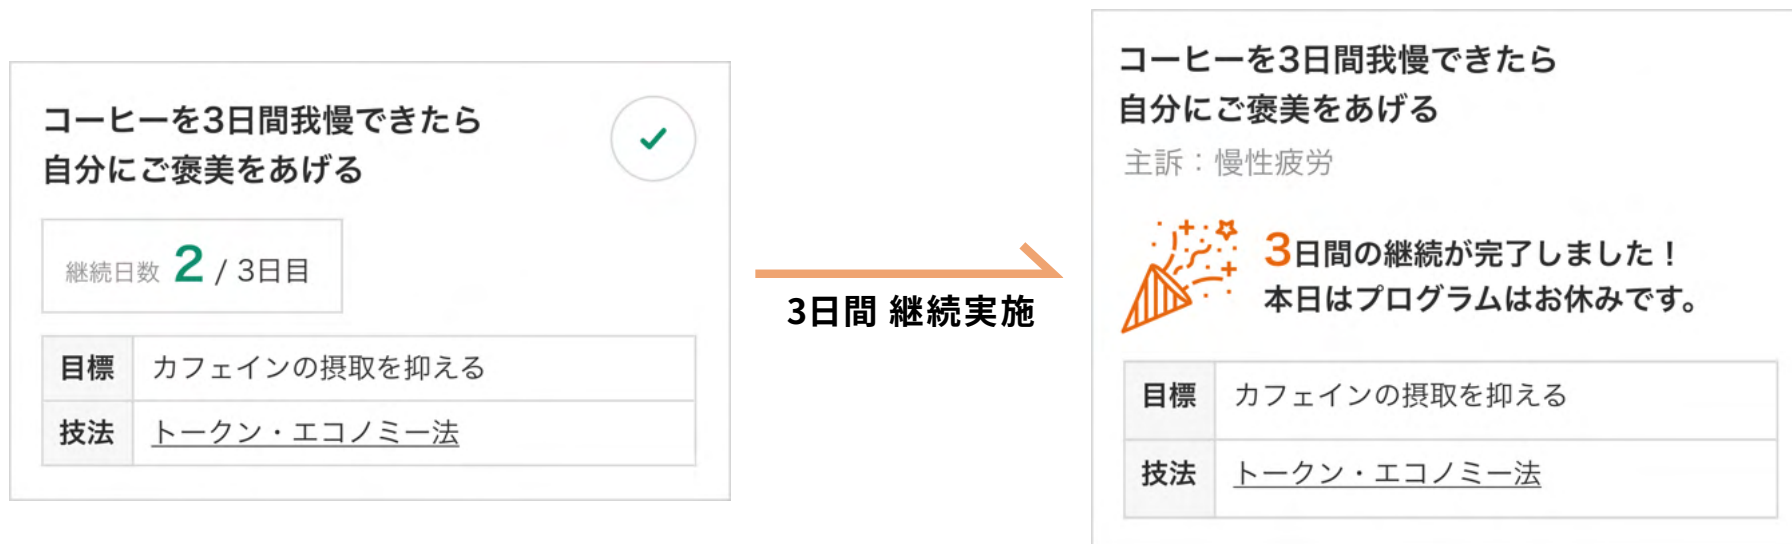 コーヒーを3日間我慢できたら
自分にご褒美をあげる
継続日数 2 / 3日目
目標 カフェインの摂取を抑える
技法 トークン・エコノミー法
3日間 継続実施
コーヒーを3日間我慢できたら
自分にご褒美をあげる
主訴：慢性疲労
3日間の継続が完了しました！
本日はプログラムはお休みです。
目標 カフェインの摂取を抑える
技法 トークン・エコノミー法